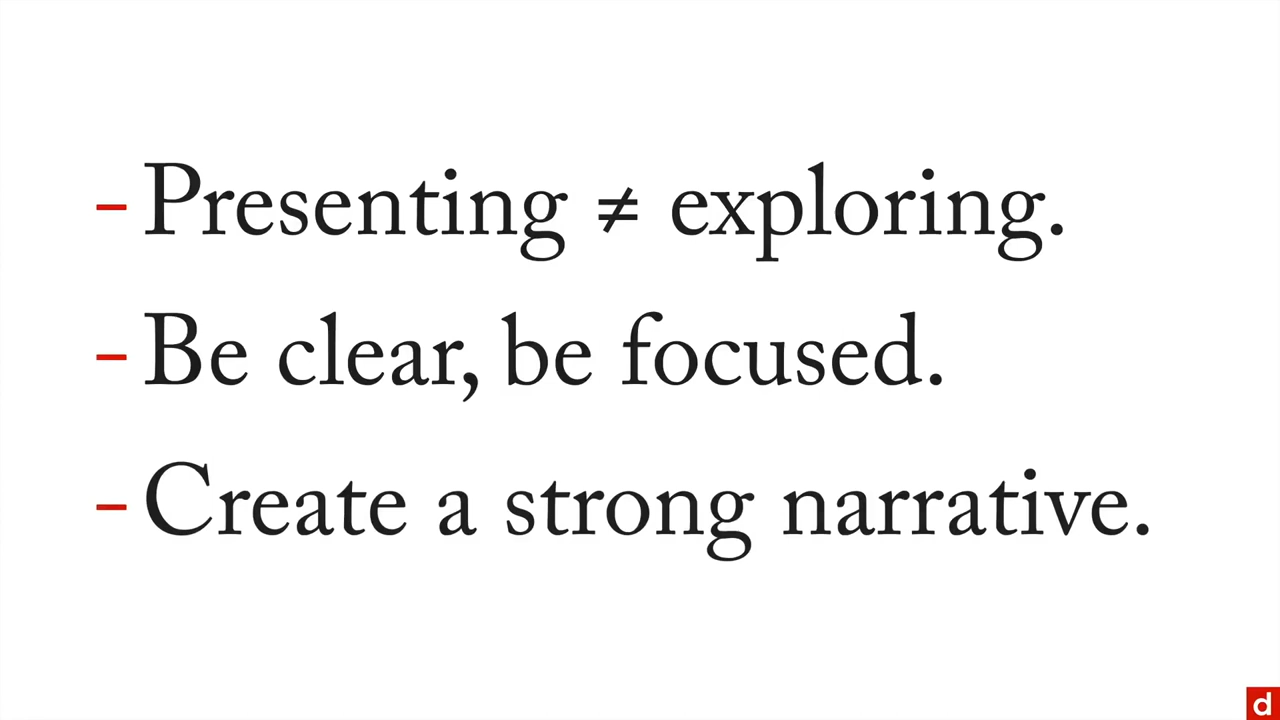 - Presenting ≠ exploring.
- Be clear, be focused.
- Create a strong narrative.
d